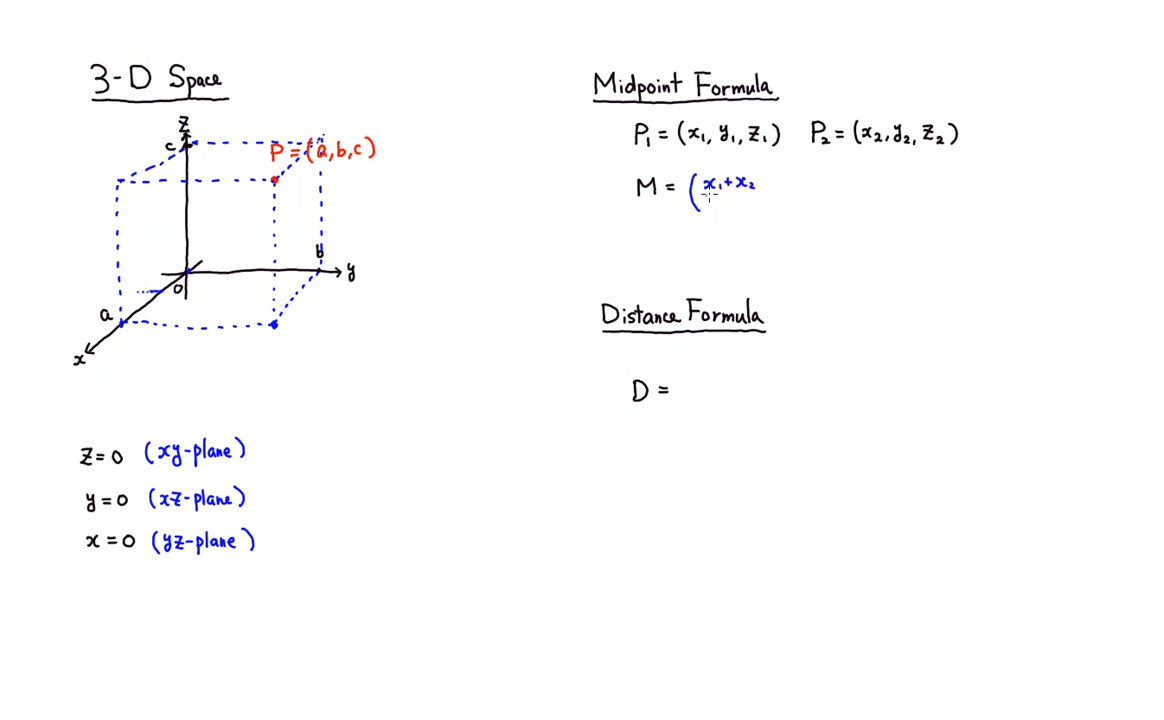 3-D Space
z
c
P = (a,b,c)
b
y
o
a
x
z = 0 (xy-plane)
y = 0 (xz-plane)
x = 0 (yz-plane)
Midpoint Formula
P₁ = (x₁, y₁, z₁) P₂ = (x₂, y₂, z₂)
M = (x₁+x₂
Distance Formula
D =